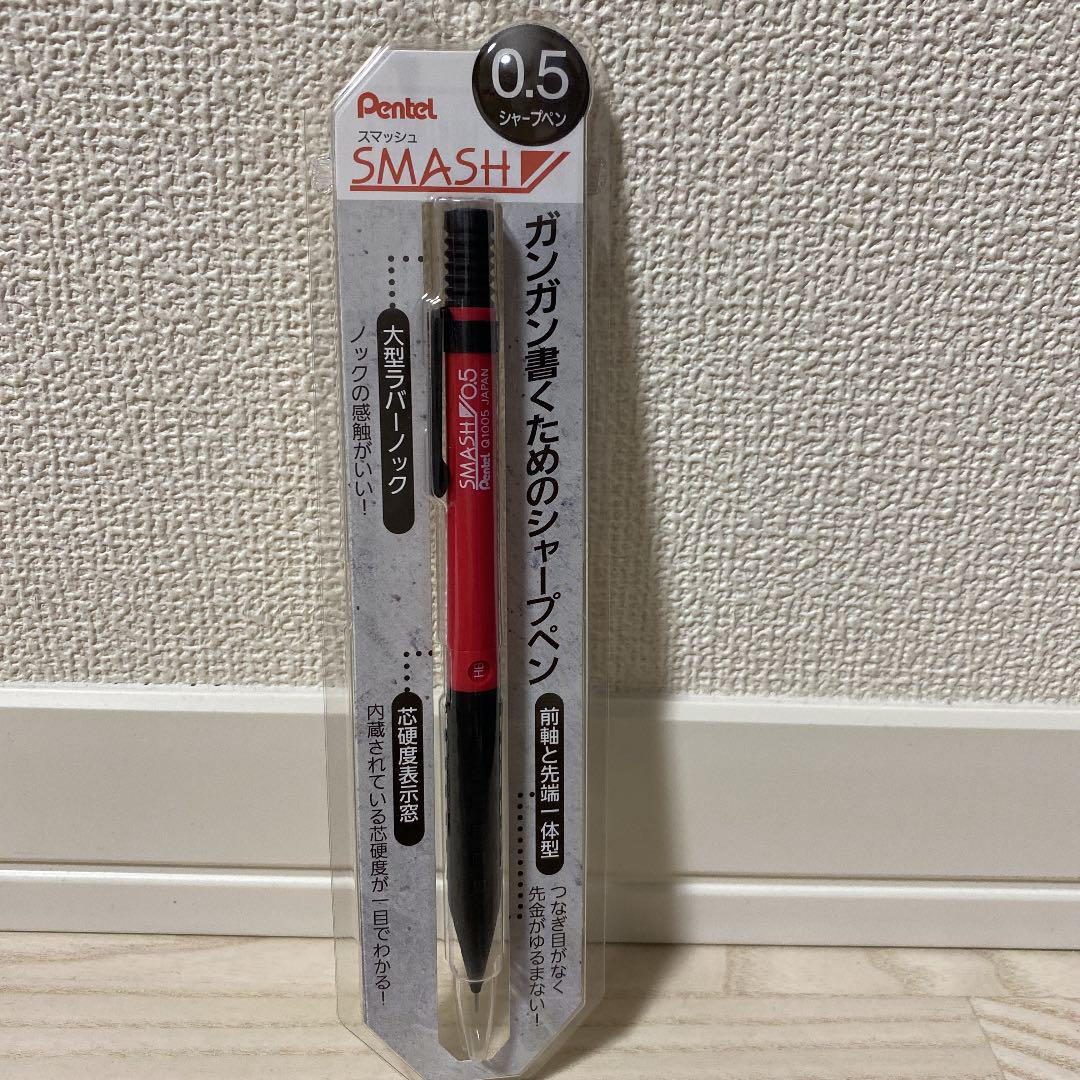 0.5
シャープペン
Pentel
スマッシュ
SMASH
ガンガン書くためのシャープペン
大型ラバーノック
ノックの感触がいい！
SMASH 0.5
Pentel Q1005 JAPAN
HB
芯硬度表示窓
内蔵されている芯硬度が一目でわかる！
前軸と先端一体型
つなぎ目がなく
先金がゆるまない！